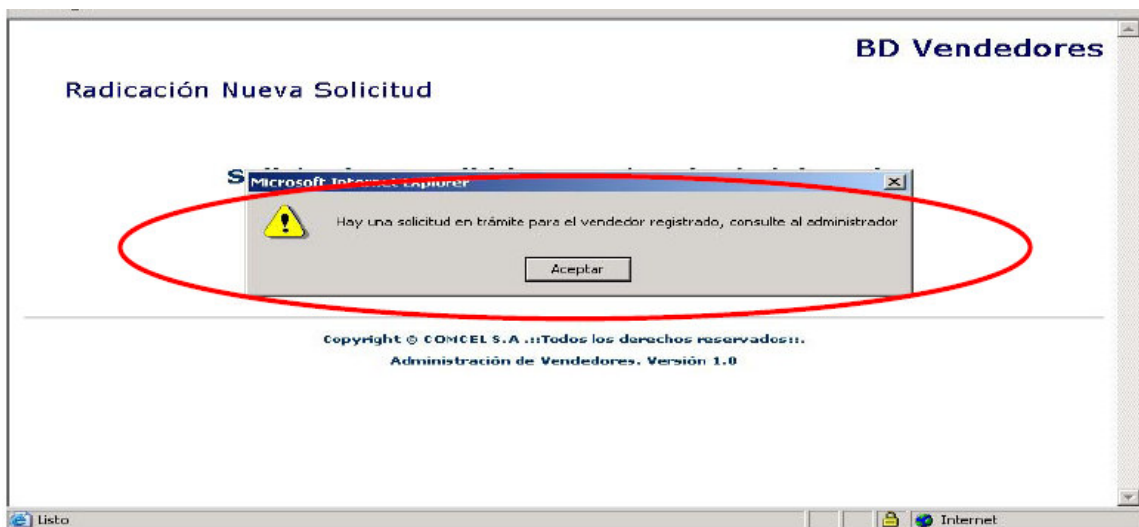 BD Vendedores
Radicación Nueva Solicitud
Microsoft Internet Explorer
Hay una solicitud en trámite para el vendedor registrado, consulte al administrador
Aceptar
Copyright © COMCEL S.A .::Todos los derechos reservados::.
Administración de Vendedores. Versión 1.0
Listo
Internet